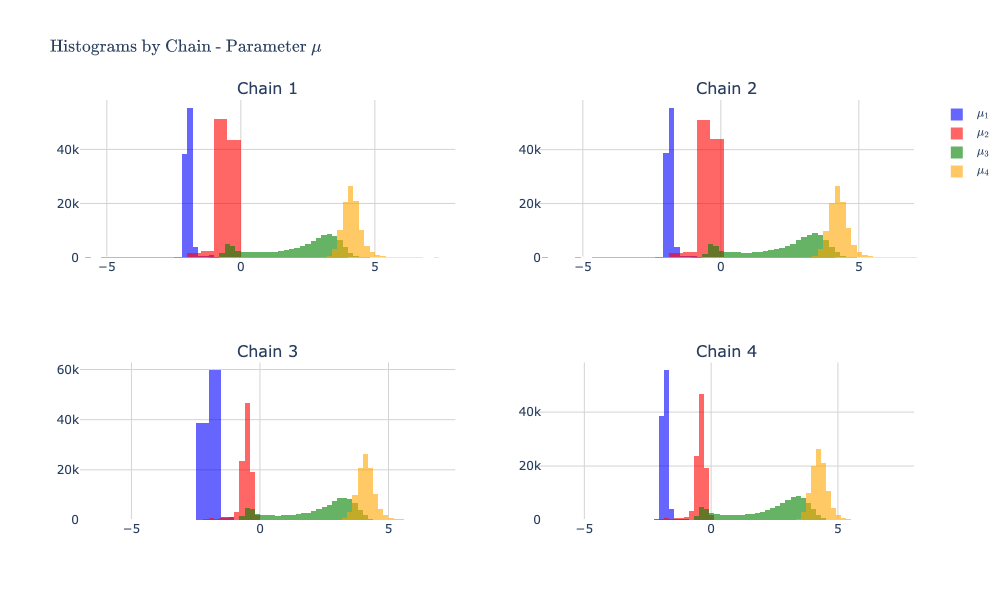 Histograms by Chain - Parameter μ
Chain 1
Chain 2
40k
20k
0
−5
0
5
40k
20k
0
−5
0
5
μ₁
μ₂
μ₃
μ₄
Chain 3
Chain 4
60k
40k
20k
0
−5
0
5
40k
20k
0
−5
0
5